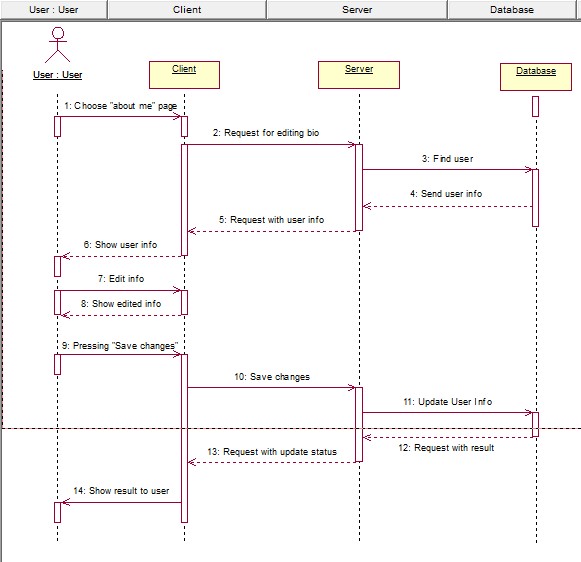 User : User Client Server Database
User : User
Client
Server
Database
1: Choose "about me" page
2: Request for editing bio
3: Find user
4: Send user info
5: Request with user info
6: Show user info
7: Edit info
8: Show edited info
9: Pressing "Save changes"
10: Save changes
11: Update User Info
12: Request with result
13: Request with update status
14: Show result to user